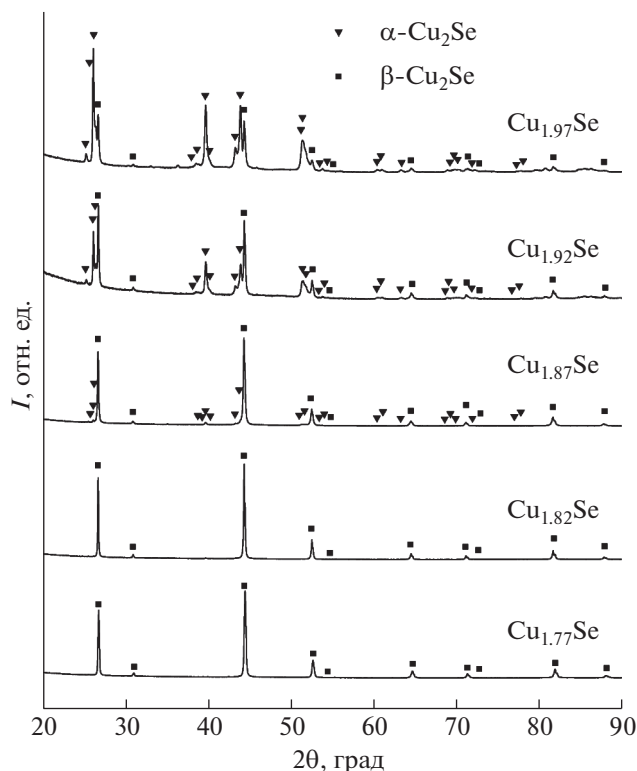 α-Cu₂Se
β-Cu₂Se
Cu₁.₉₇Se
Cu₁.₉₂Se
Cu₁.₈₇Se
Cu₁.₈₂Se
Cu₁.₇₇Se
I, отн. ед.
20 30 40 50 60 70 80 90
2θ, град